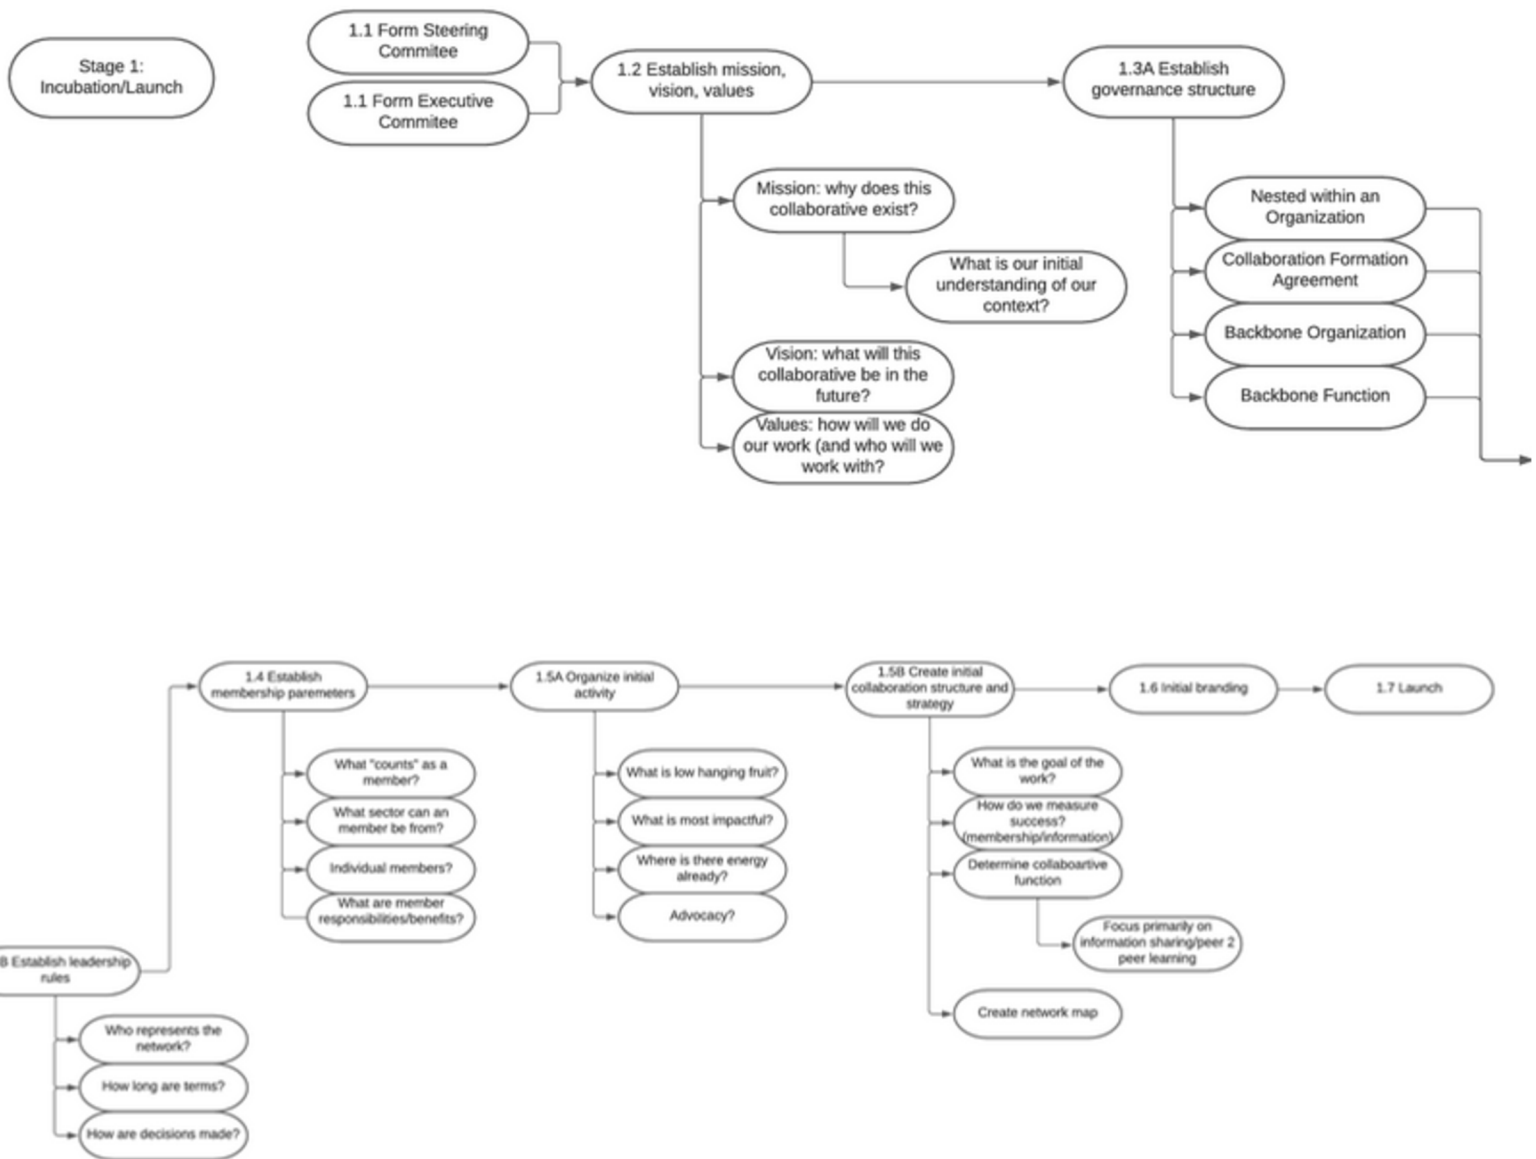 Stage 1:
Incubation/Launch
1.1 Form Steering
Commitee
1.1 Form Executive
Commitee
1.2 Establish mission,
vision, values
Mission: why does this
collaborative exist?
What is our initial
understanding of our
context?
Vision: what will this
collaborative be in the
future?
Values: how will we do
our work (and who will we
work with?
1.3A Establish
governance structure
Nested within an
Organization
Collaboration Formation
Agreement
Backbone Organization
Backbone Function
B Establish leadership
rules
Who represents the
network?
How long are terms?
How are decisions made?
1.4 Establish
membership paremeters
What "counts" as a
member?
What sector can an
member be from?
Individual members?
What are member
responsibilities/benefits?
1.5A Organize initial
activity
What is low hanging fruit?
What is most impactful?
Where is there energy
already?
Advocacy?
1.5B Create initial
collaboration structure and
strategy
What is the goal of the
work?
How do we measure
success?
(membership/information)
Determine collaboartive
function
Focus primarily on
information sharing/peer 2
peer learning
Create network map
1.6 Initial branding
1.7 Launch